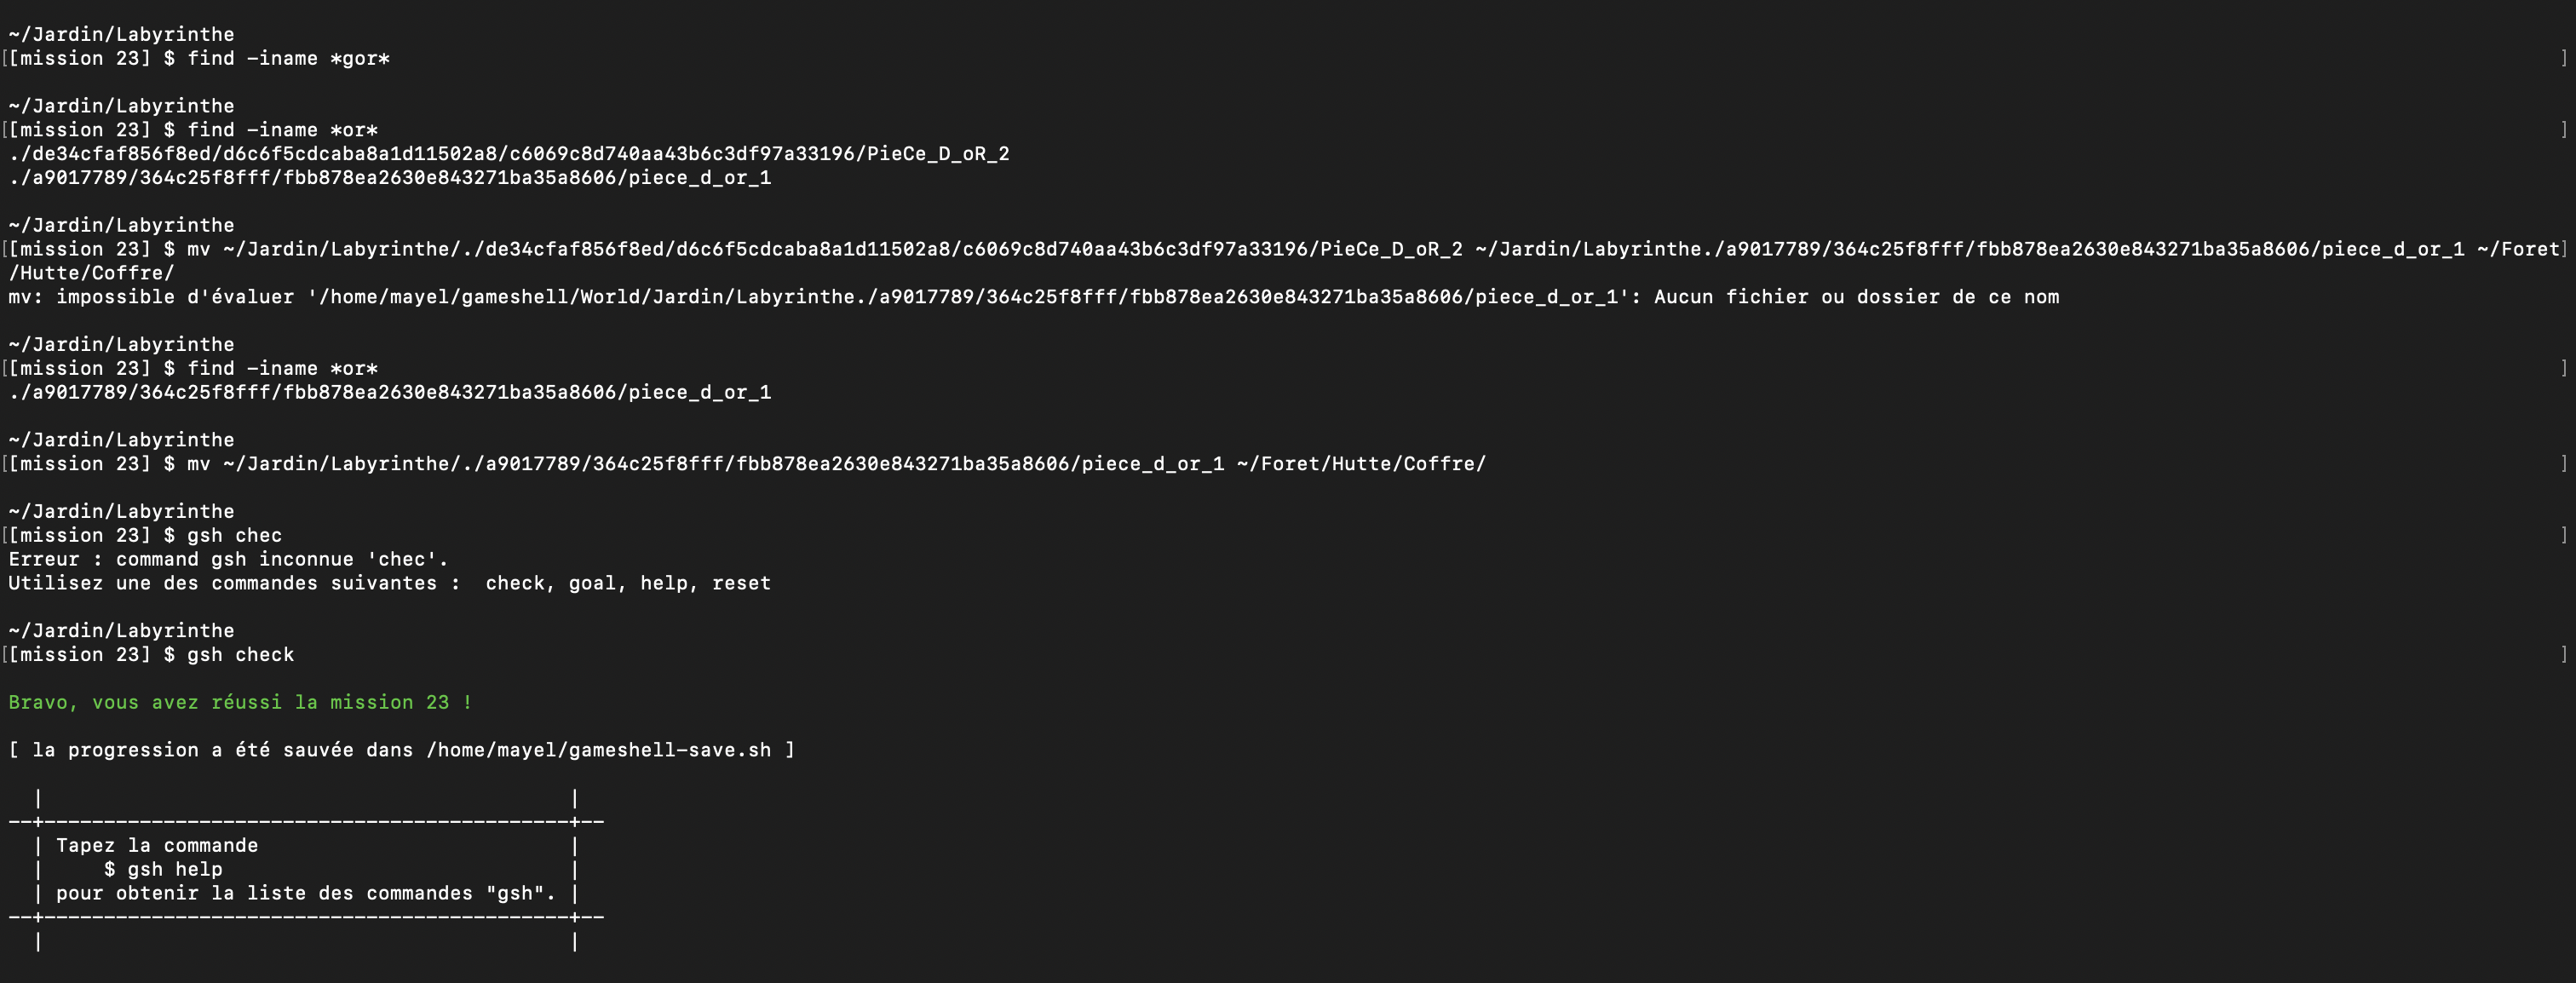 ~/Jardin/Labyrinthe
[[mission 23] $ find -iname *gor* ]
~/Jardin/Labyrinthe
[[mission 23] $ find -iname *or* ]
./de34cfaf856f8ed/d6c6f5cdcaba8a1d11502a8/c6069c8d740aa43b6c3df97a33196/PieCe_D_oR_2
./a9017789/364c25f8fff/fbb878ea2630e843271ba35a8606/piece_d_or_1
~/Jardin/Labyrinthe
[[mission 23] $ mv ~/Jardin/Labyrinthe/./de34cfaf856f8ed/d6c6f5cdcaba8a1d11502a8/c6069c8d740aa43b6c3df97a33196/PieCe_D_oR_2 ~/Jardin/Labyrinthe./a9017789/364c25f8fff/fbb878ea2630e843271ba35a8606/piece_d_or_1 ~/Foret]
/Hutte/Coffre/
mv: impossible d'évaluer '/home/mayel/gameshell/World/Jardin/Labyrinthe./a9017789/364c25f8fff/fbb878ea2630e843271ba35a8606/piece_d_or_1': Aucun fichier ou dossier de ce nom
~/Jardin/Labyrinthe
[[mission 23] $ find -iname *or* ]
./a9017789/364c25f8fff/fbb878ea2630e843271ba35a8606/piece_d_or_1
~/Jardin/Labyrinthe
[[mission 23] $ mv ~/Jardin/Labyrinthe/./a9017789/364c25f8fff/fbb878ea2630e843271ba35a8606/piece_d_or_1 ~/Foret/Hutte/Coffre/ ]
~/Jardin/Labyrinthe
[[mission 23] $ gsh chec ]
Erreur : command gsh inconnue 'chec'.
Utilisez une des commandes suivantes :  check, goal, help, reset
~/Jardin/Labyrinthe
[[mission 23] $ gsh check ]
Bravo, vous avez réussi la mission 23 !
[ la progression a été sauvée dans /home/mayel/gameshell-save.sh ]
Tapez la commande
$ gsh help
pour obtenir la liste des commandes "gsh".